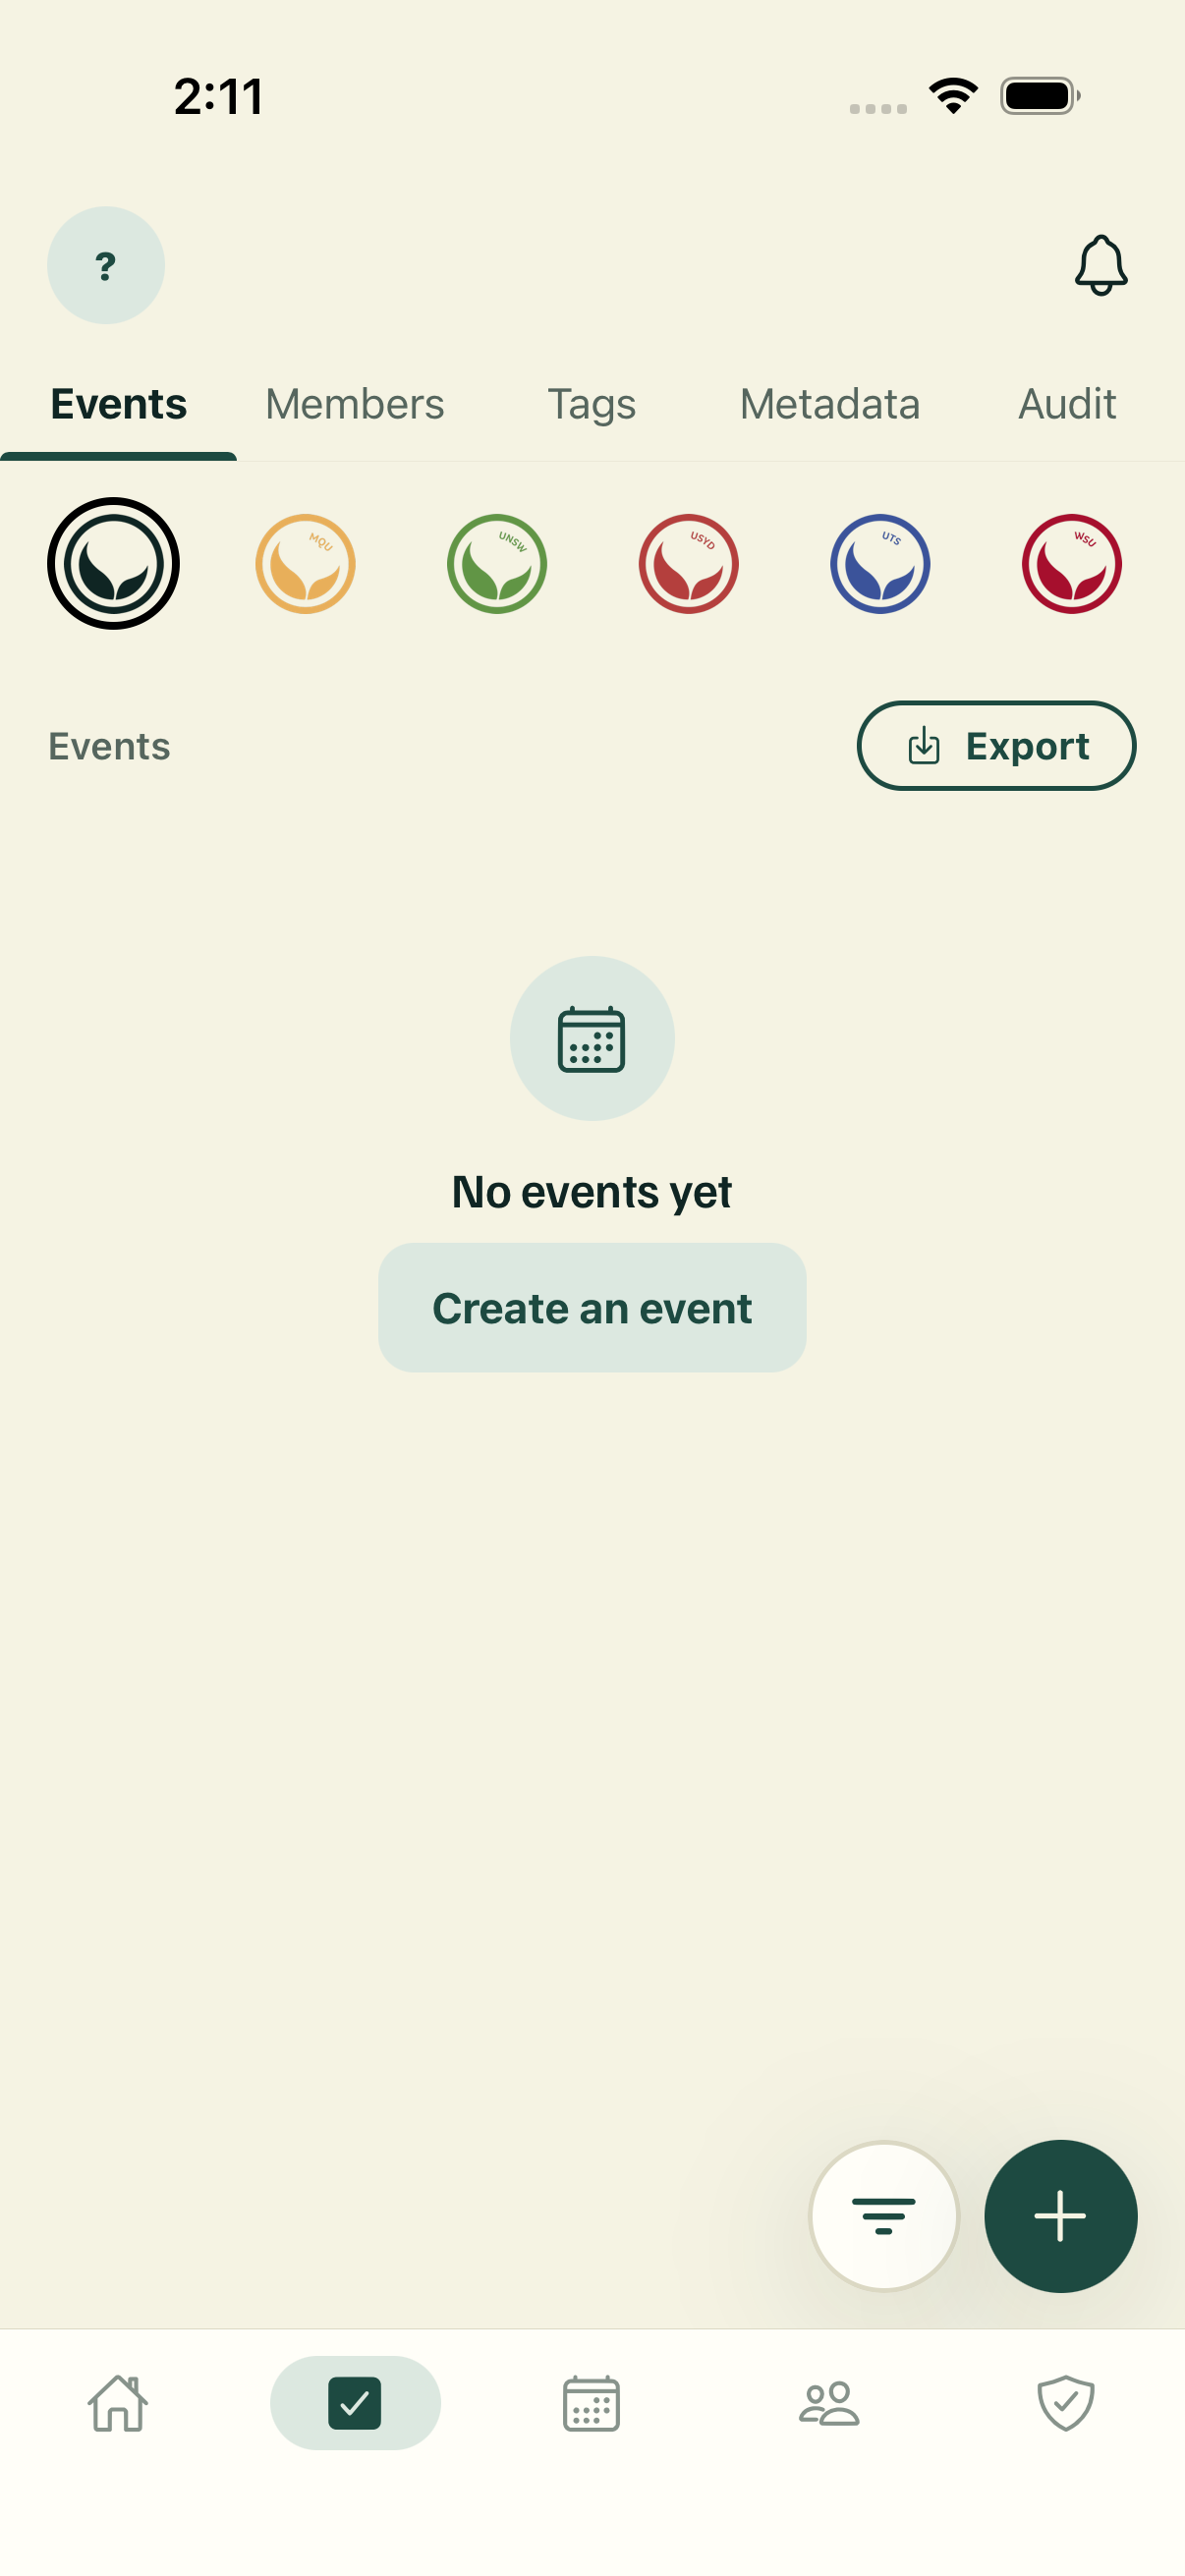 2:11
?
Events Members Tags Metadata Audit
MQU UNSW USYD UTS WSU
Events Export
No events yet
Create an event